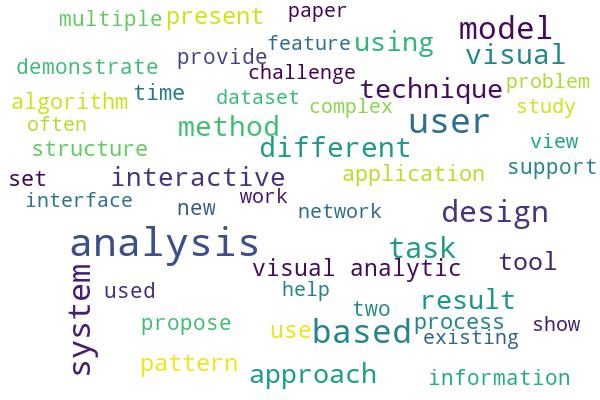 multiple present paper
model
feature using
visual
provide
demonstrate
challenge
technique problem
time
dataset
algorithm
complex
study
user
often
method
view
structure
different
support
set
interactive
application
interface
work
new
network
design
analysis
task
visual analytic
tool
system
used
help
result
two
propose
use
based
process
show
existing
pattern
approach
information